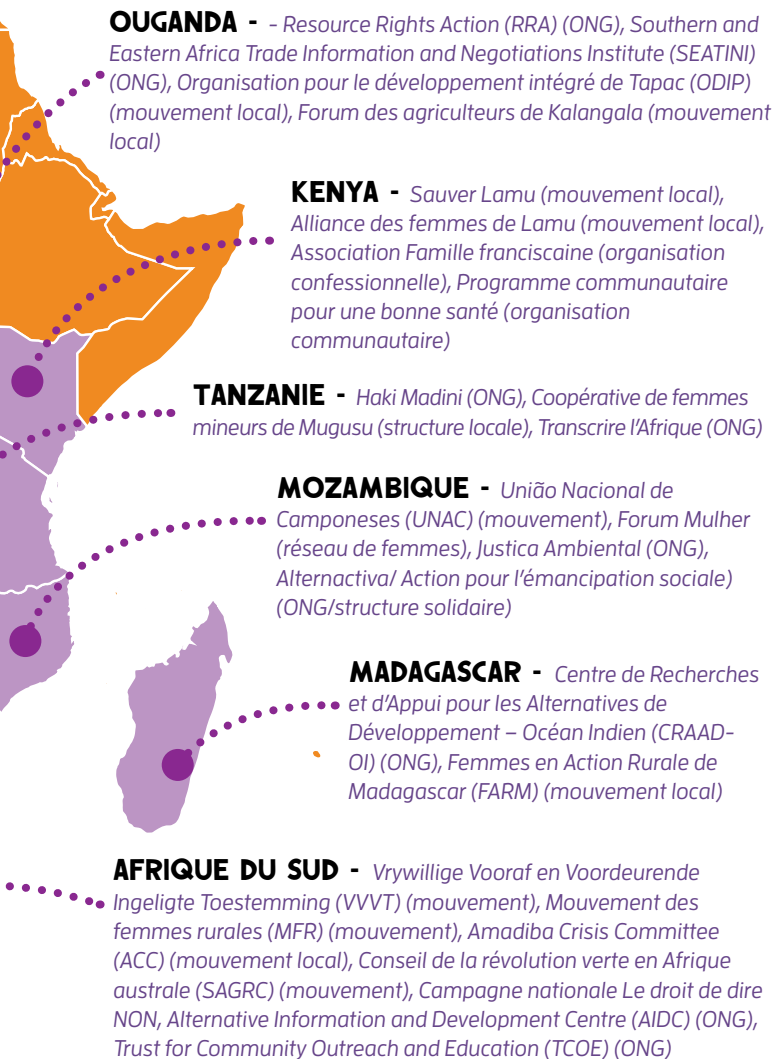 OUGANDA - - Resource Rights Action (RRA) (ONG), Southern and
Eastern Africa Trade Information and Negotiations Institute (SEATINI)
(ONG), Organisation pour le développement intégré de Tapac (ODIP)
(mouvement local), Forum des agriculteurs de Kalangala (mouvement
local)
KENYA - Sauver Lamu (mouvement local),
Alliance des femmes de Lamu (mouvement local),
Association Famille franciscaine (organisation
confessionnelle), Programme communautaire
pour une bonne santé (organisation
communautaire)
TANZANIE - Haki Madini (ONG), Coopérative de femmes
mineurs de Mugusu (structure locale), Transcrire l'Afrique (ONG)
MOZAMBIQUE - União Nacional de
Camponeses (UNAC) (mouvement), Forum Mulher
(réseau de femmes), Justica Ambiental (ONG),
Alternactiva/ Action pour l'émancipation sociale)
(ONG/structure solidaire)
MADAGASCAR - Centre de Recherches
et d'Appui pour les Alternatives de
Développement – Océan Indien (CRAAD-
OI) (ONG), Femmes en Action Rurale de
Madagascar (FARM) (mouvement local)
AFRIQUE DU SUD - Vrywillige Vooraf en Voordeurende
Ingeligte Toestemming (VVVT) (mouvement), Mouvement des
femmes rurales (MFR) (mouvement), Amadiba Crisis Committee
(ACC) (mouvement local), Conseil de la révolution verte en Afrique
australe (SAGRC) (mouvement), Campagne nationale Le droit de dire
NON, Alternative Information and Development Centre (AIDC) (ONG),
Trust for Community Outreach and Education (TCOE) (ONG)